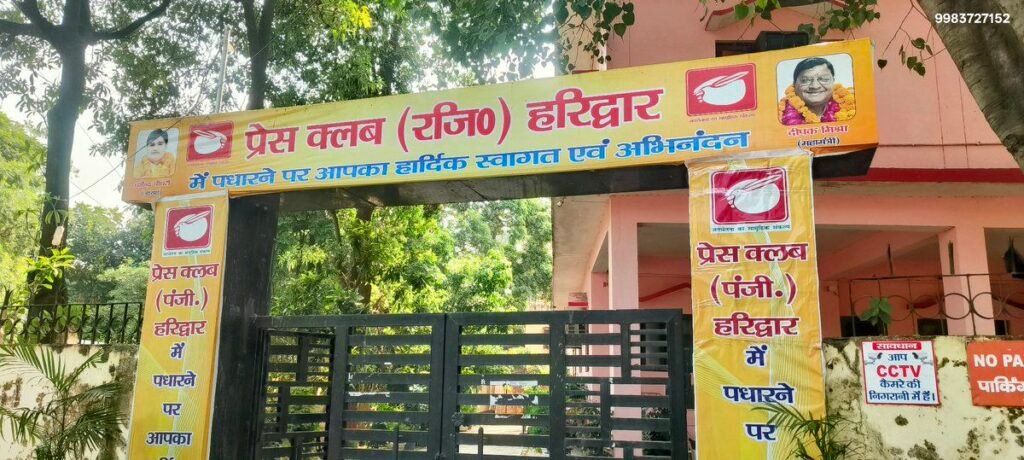 9983727152
प्रेस क्लब (रजि०) हरिद्वार
में पधारने पर आपका हार्दिक स्वागत एवं अभिनंदन
दीपक मिश्रा
(महामंत्री)
प्रेस क्लब
(पंजी.)
हरिद्वार
में
पधारने
पर
आपका
प्रेस क्लब
(पंजी.)
हरिद्वार
में
पधारने
पर
सावधान
आप
CCTV
कैमरे की
निगरानी में हैं।
NO PA
पार्किं